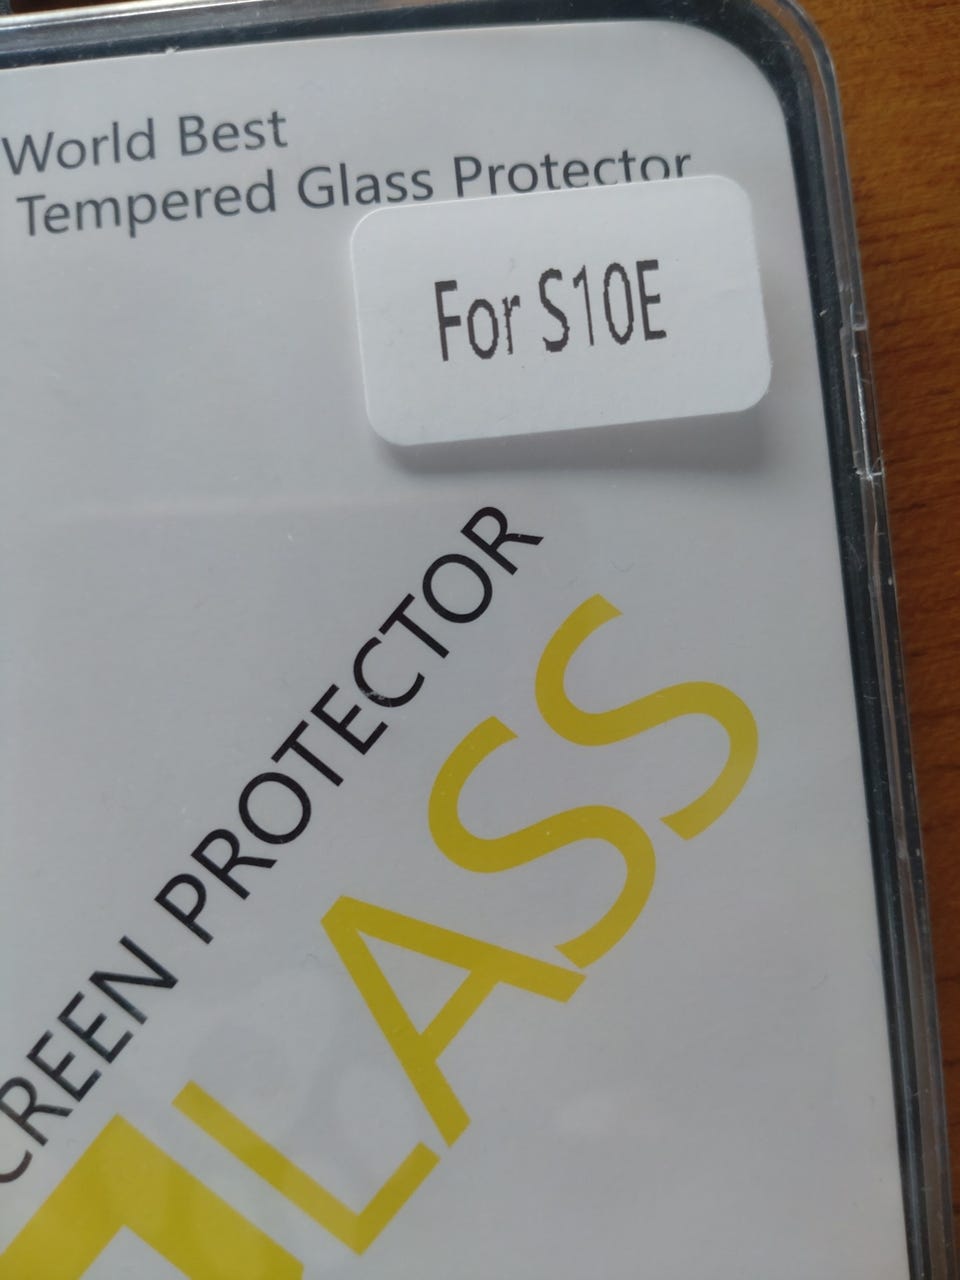 World Best
Tempered Glass Protector
For S10E
CREEN PROTECTOR
LASS